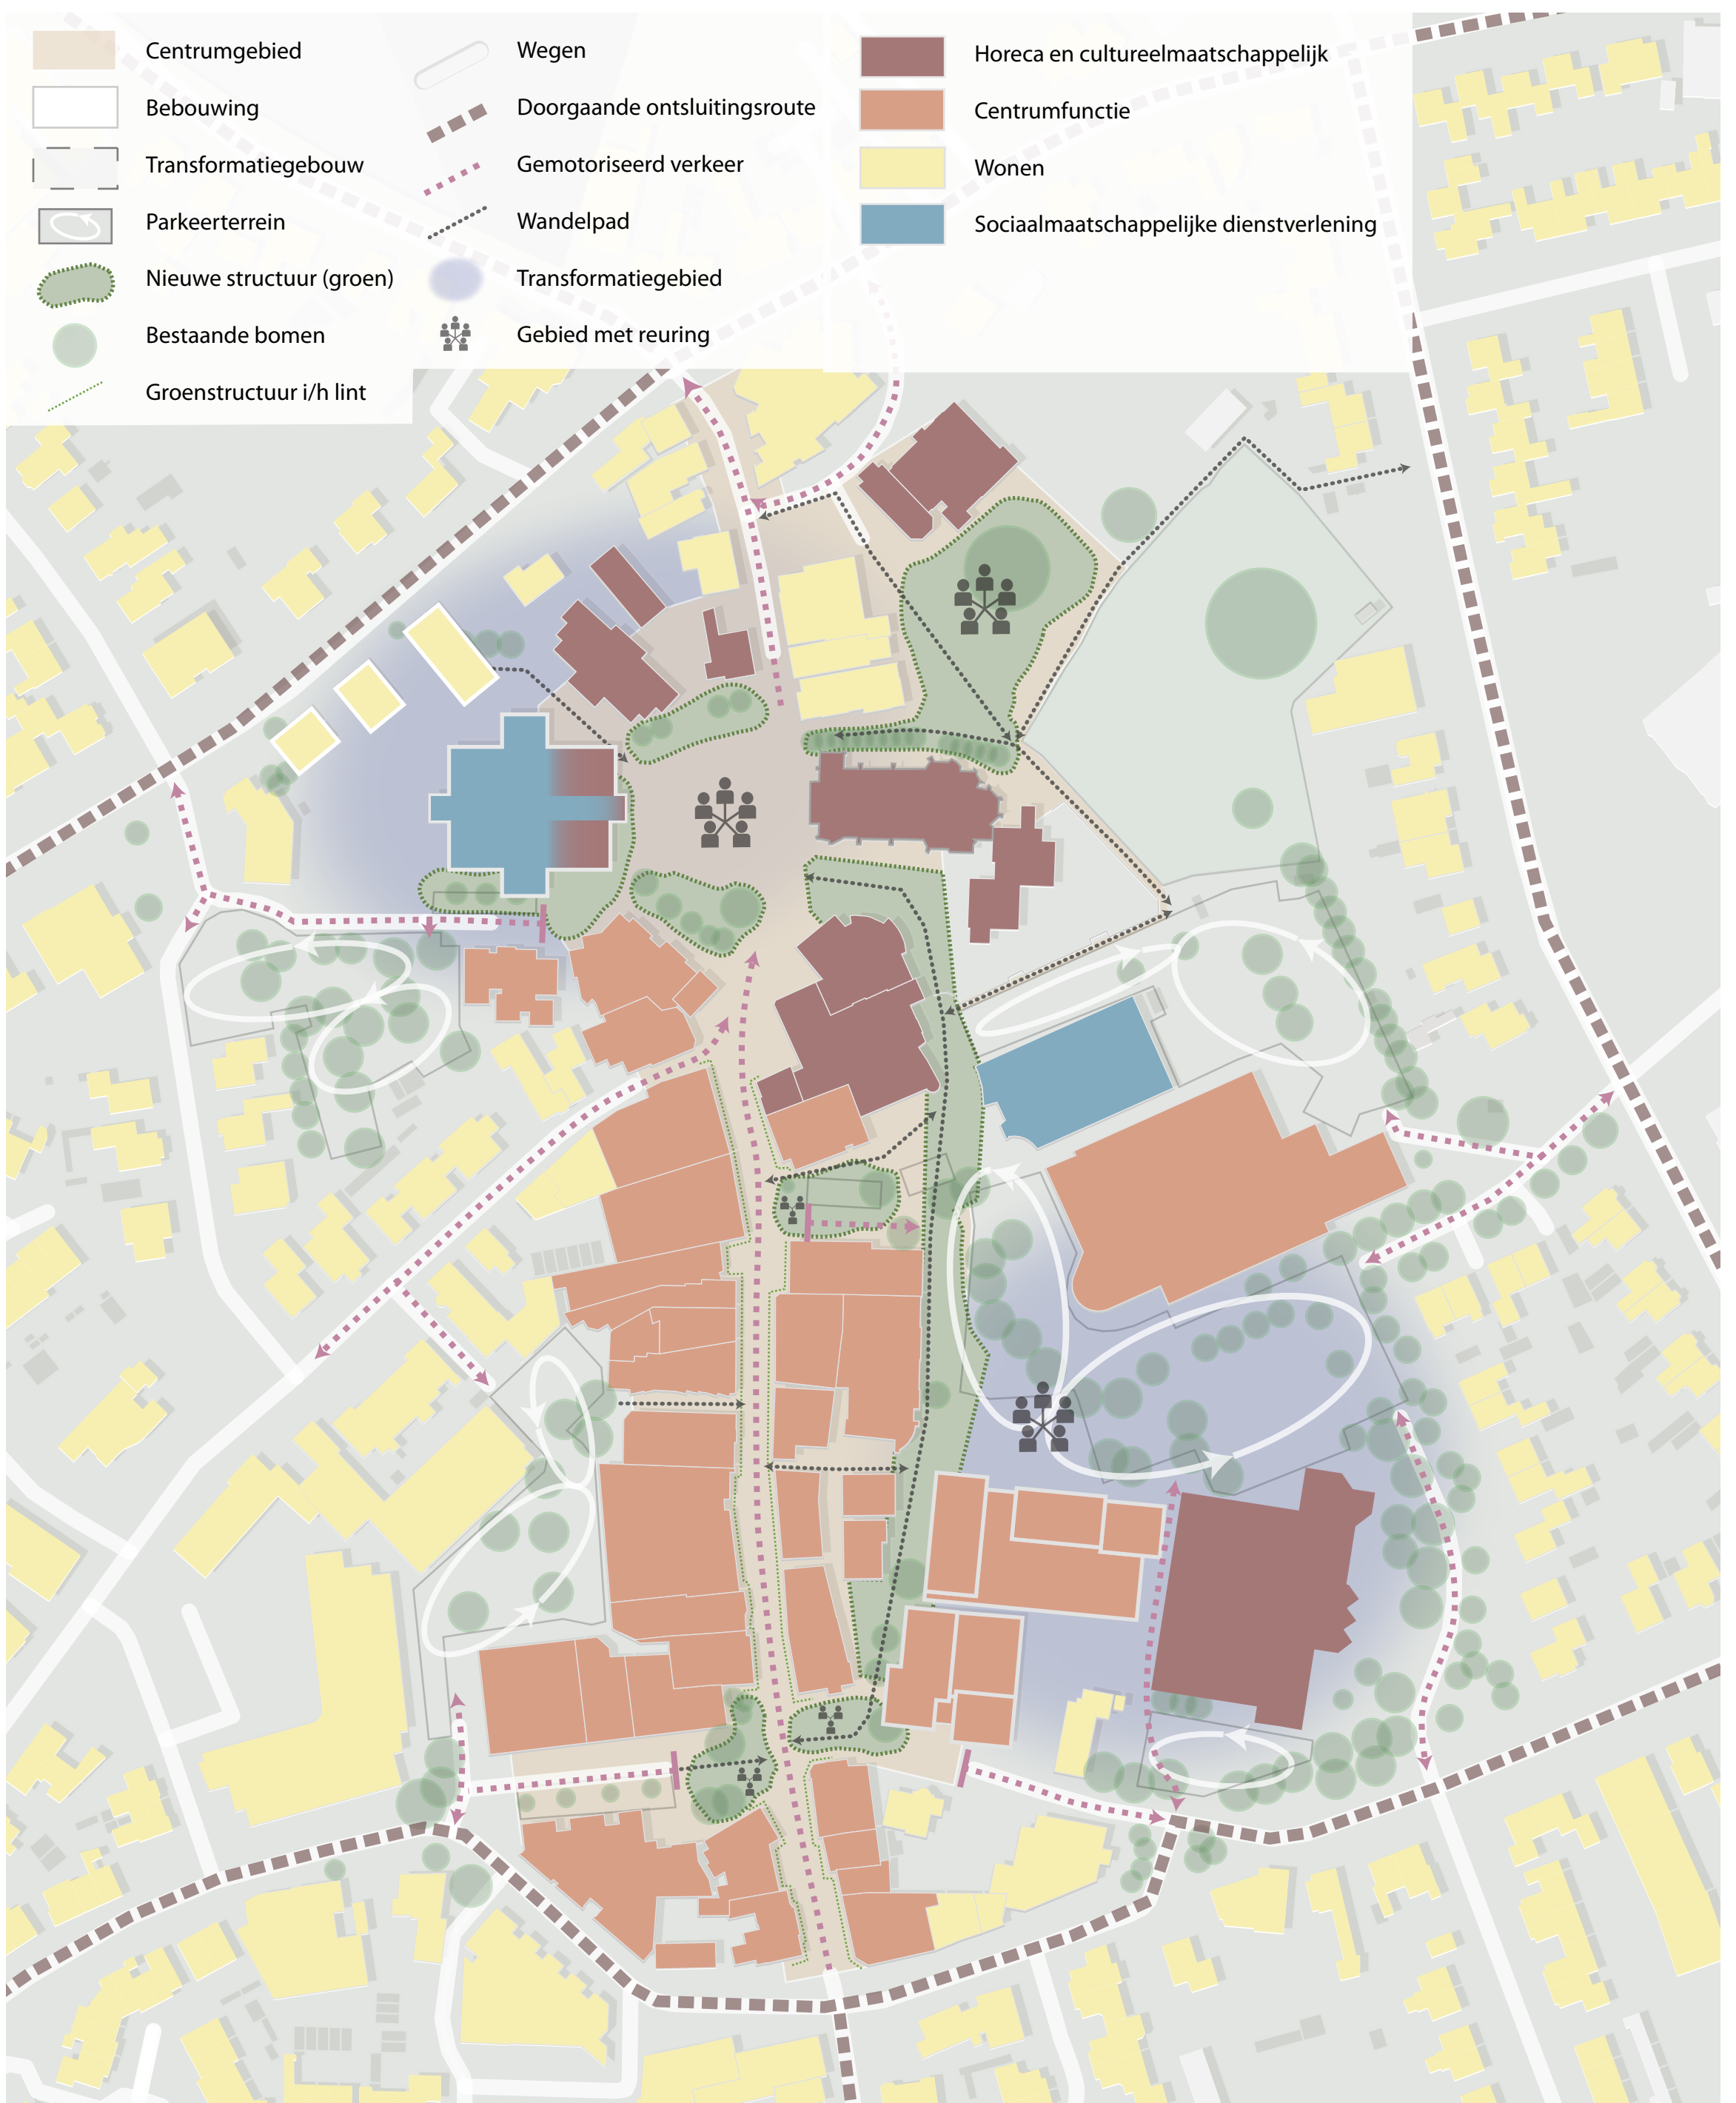 Centrumgebied
Bebouwing
Transformatiegebouw
Parkeerterrein
Nieuwe structuur (groen)
Bestaande bomen
Groenstructuur i/h lint
Wegen
Doorgaande ontsluitingsroute
Gemotoriseerd verkeer
Wandelpad
Transformatiegebied
Gebied met reuring
Horeca en cultureelmaatschappelijk
Centrumfunctie
Wonen
Sociaalmaatschappelijke dienstverlening